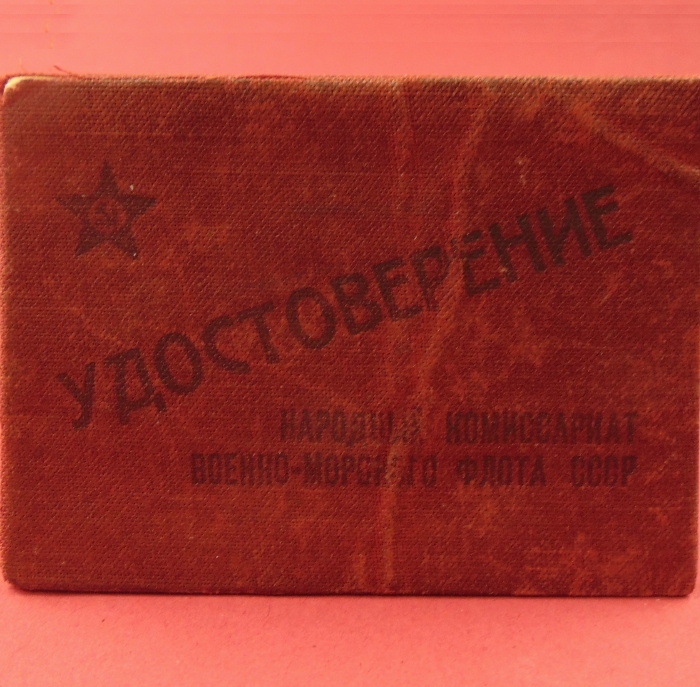 УДОСТОВЕРЕНИЕ
НАРОДНЫЙ КОМИССАРИАТ
ВОЕННО-МОРСКОГО ФЛОТА СССР